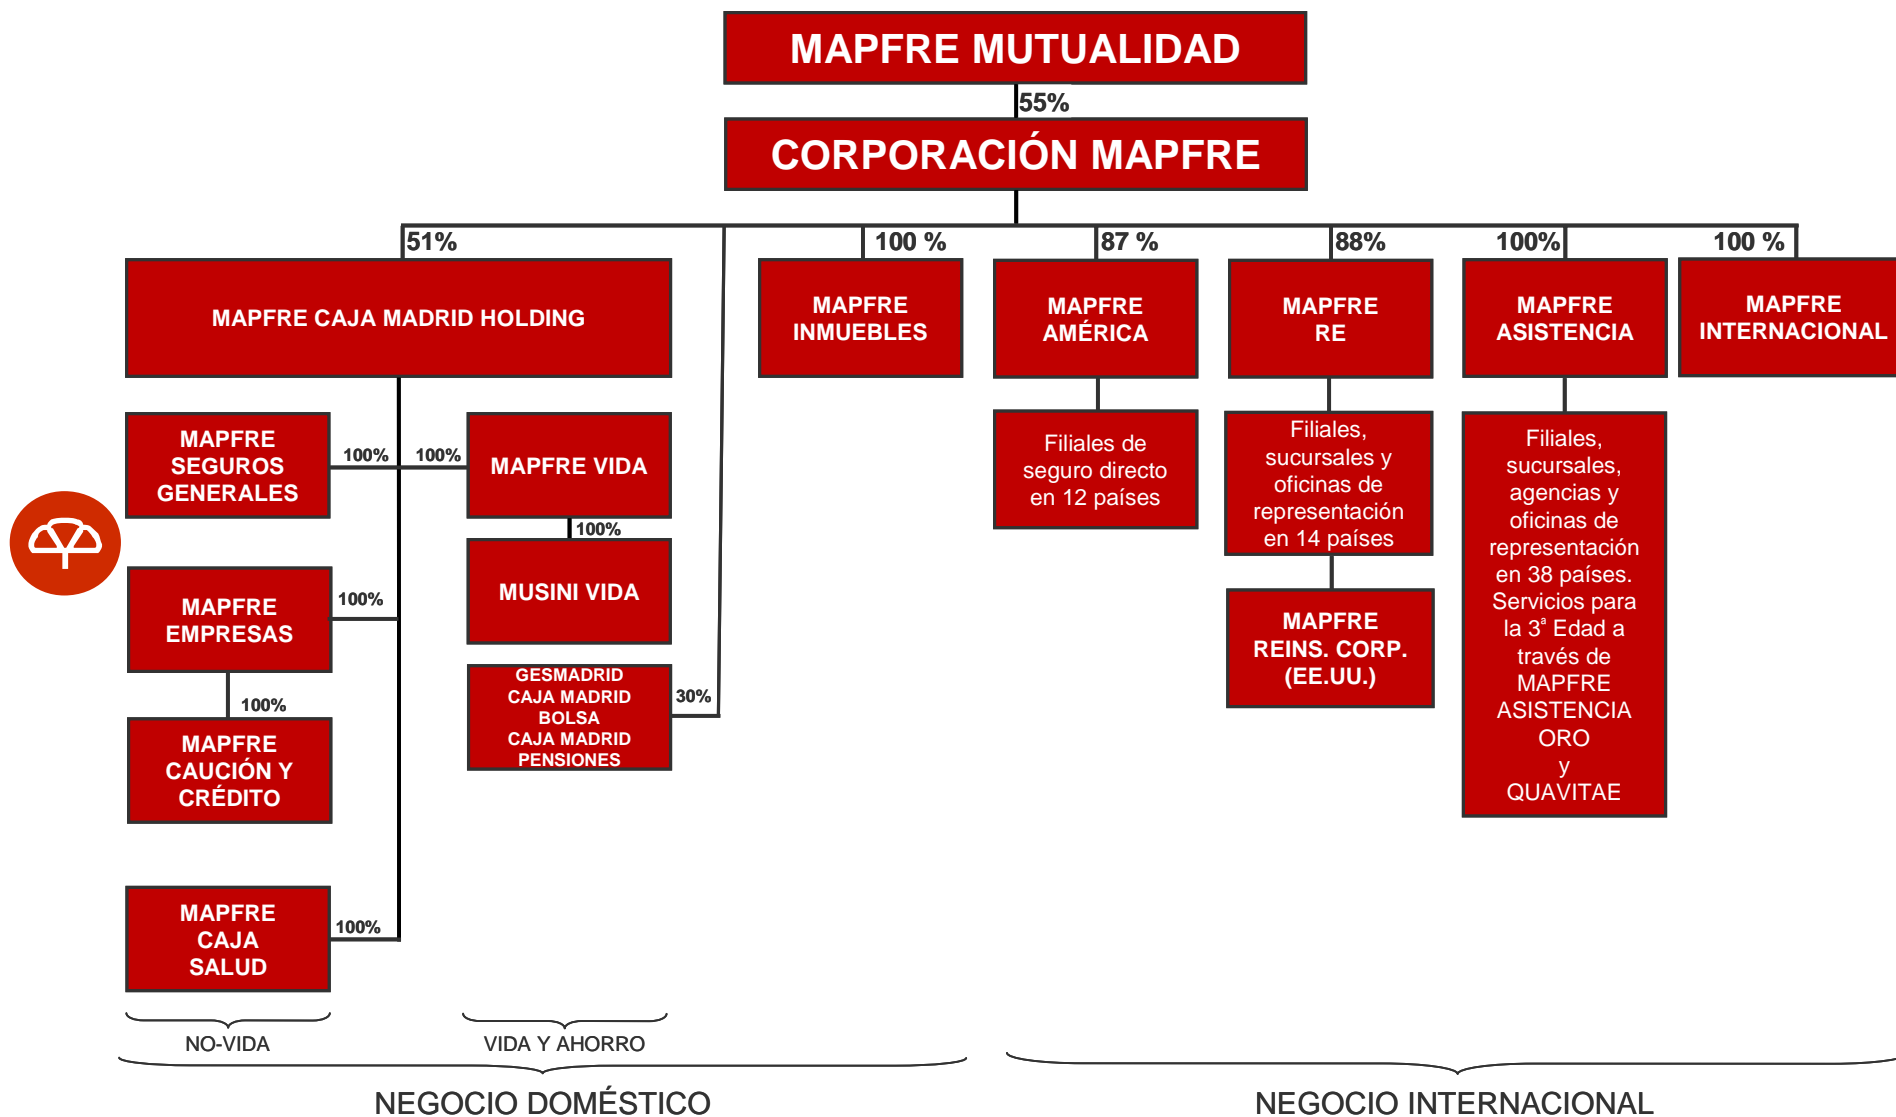 MAPFRE MUTUALIDAD
55%
CORPORACIÓN MAPFRE
51%
100 %
87 %
88%
100%
100 %
MAPFRE CAJA MADRID HOLDING
MAPFRE
INMUEBLES
MAPFRE
AMÉRICA
MAPFRE
RE
MAPFRE
ASISTENCIA
MAPFRE
INTERNACIONAL
MAPFRE
SEGUROS
GENERALES
100%
100%
MAPFRE VIDA
100%
MUSINI VIDA
MAPFRE
EMPRESAS
100%
100%
MAPFRE
CAUCIÓN Y
CRÉDITO
GESMADRID
CAJA MADRID
BOLSA
CAJA MADRID
PENSIONES
30%
MAPFRE
CAJA
SALUD
100%
Filiales de
seguro directo
en 12 países
Filiales,
sucursales y
oficinas de
representación
en 14 países
MAPFRE
REINS. CORP.
(EE.UU.)
Filiales,
sucursales,
agencias y
oficinas de
representación
en 38 países.
Servicios para
la 3ª Edad a
través de
MAPFRE
ASISTENCIA
ORO
y
QUAVITAE
NO-VIDA
VIDA Y AHORRO
NEGOCIO DOMÉSTICO
NEGOCIO INTERNACIONAL